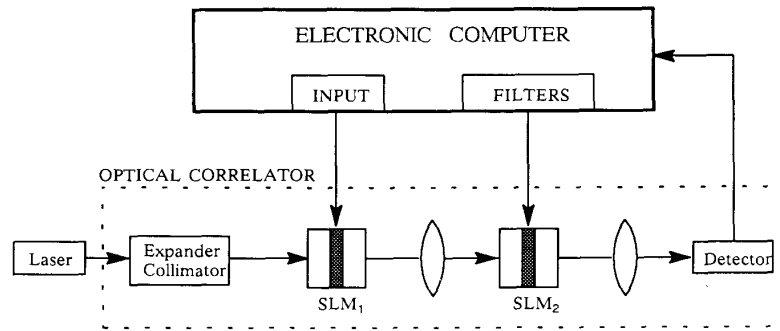 ELECTRONIC COMPUTER
INPUT
FILTERS
OPTICAL CORRELATOR
Laser
Expander
Collimator
SLM₁
SLM₂
Detector